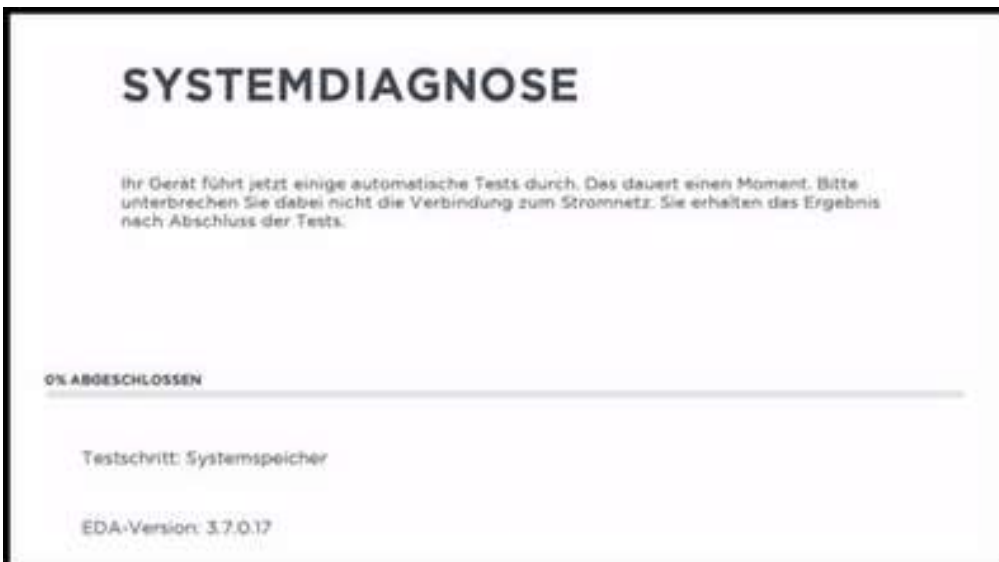 SYSTEMDIAGNOSE
Ihr Gerät führt jetzt einige automatische Tests durch. Das dauert einen Moment. Bitte
unterbrechen Sie dabei nicht die Verbindung zum Stromnetz. Sie erhalten das Ergebnis
nach Abschluss der Tests.
0% ABGESCHLOSSEN
Testschritt: Systemspeicher
EDA-Version: 3.7.0.17